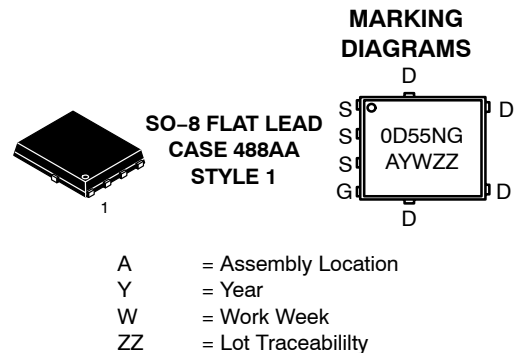 MARKING
DIAGRAMS
D
SO−8 FLAT LEAD
CASE 488AA
STYLE 1
1
S
S
S
G
0D55NG
AYWZZ
D
D
D
A = Assembly Location
Y = Year
W = Work Week
ZZ = Lot Traceabililty